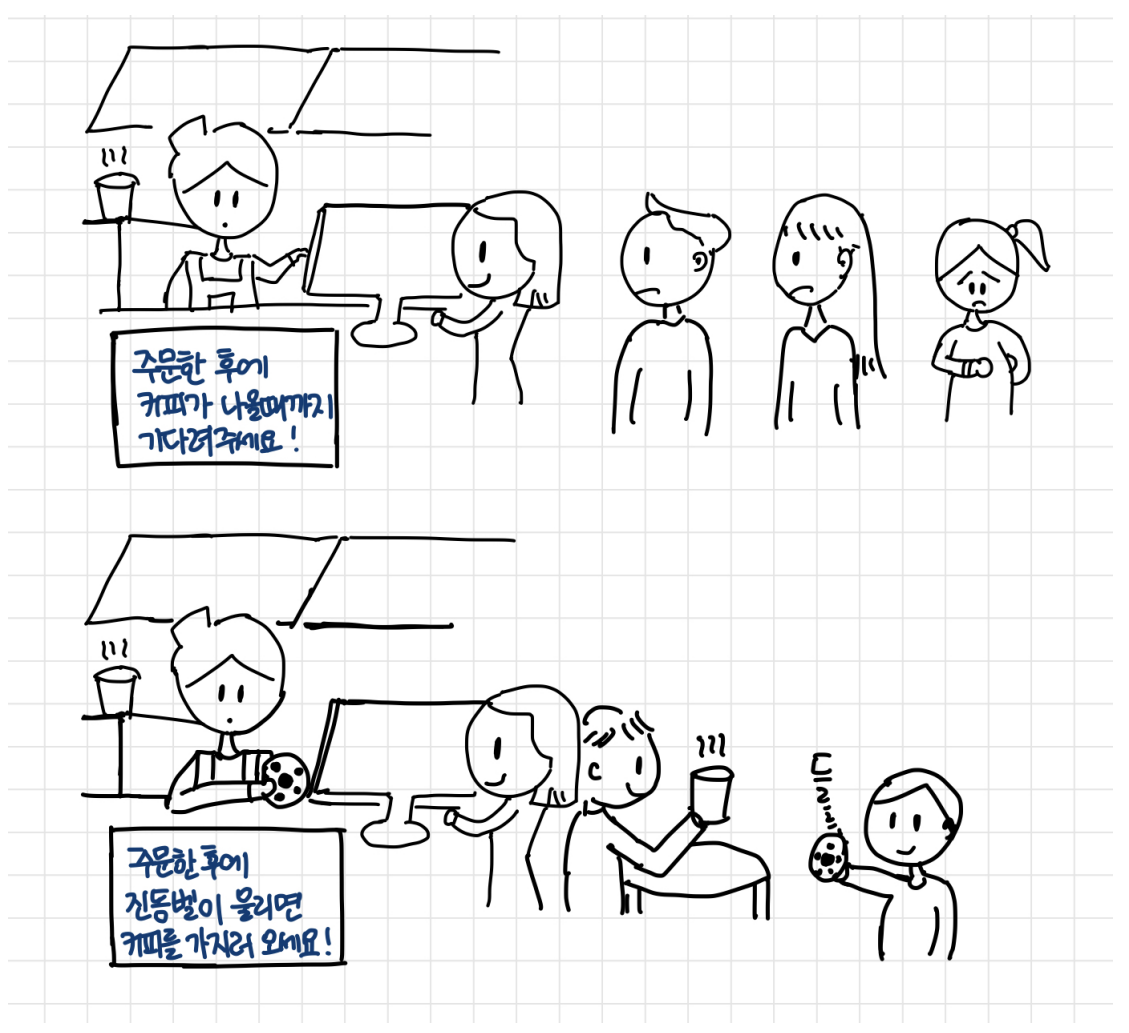 주문한 후에
커피가 나올때까지
기다려주세요!
주문한 후에
진동벨이 울리면
커피를 가지러 오세요!